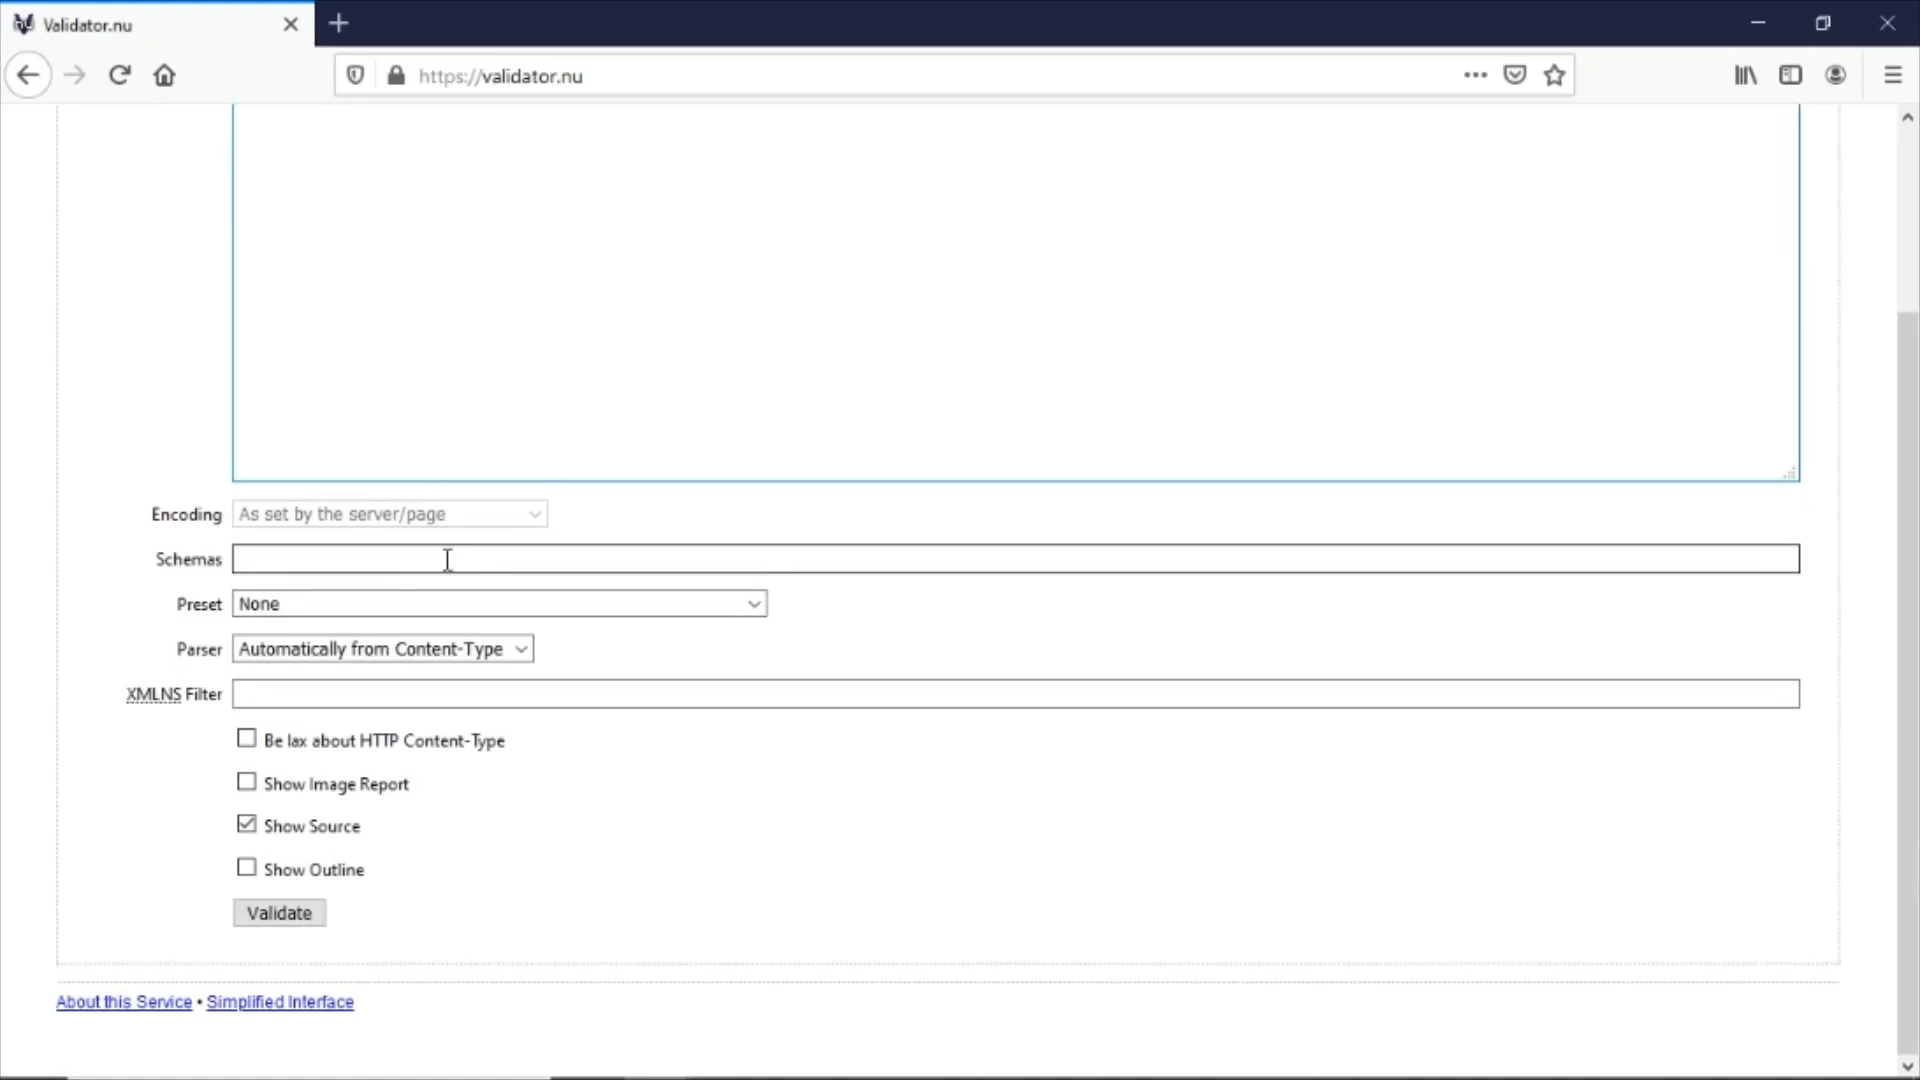 Validator.nu
https://validator.nu
Encoding As set by the server/page
Schemas
Preset None
Parser Automatically from Content-Type
XMLNS Filter
Be lax about HTTP Content-Type
Show Image Report
Show Source
Show Outline
Validate
About this Service • Simplified Interface